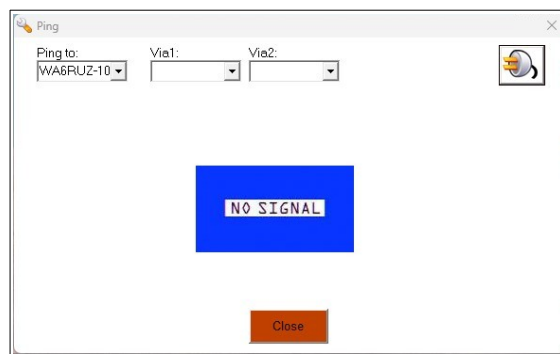 Ping
Ping to: Via1: Via2:
WA6RUZ-10
NO SIGNAL
Close